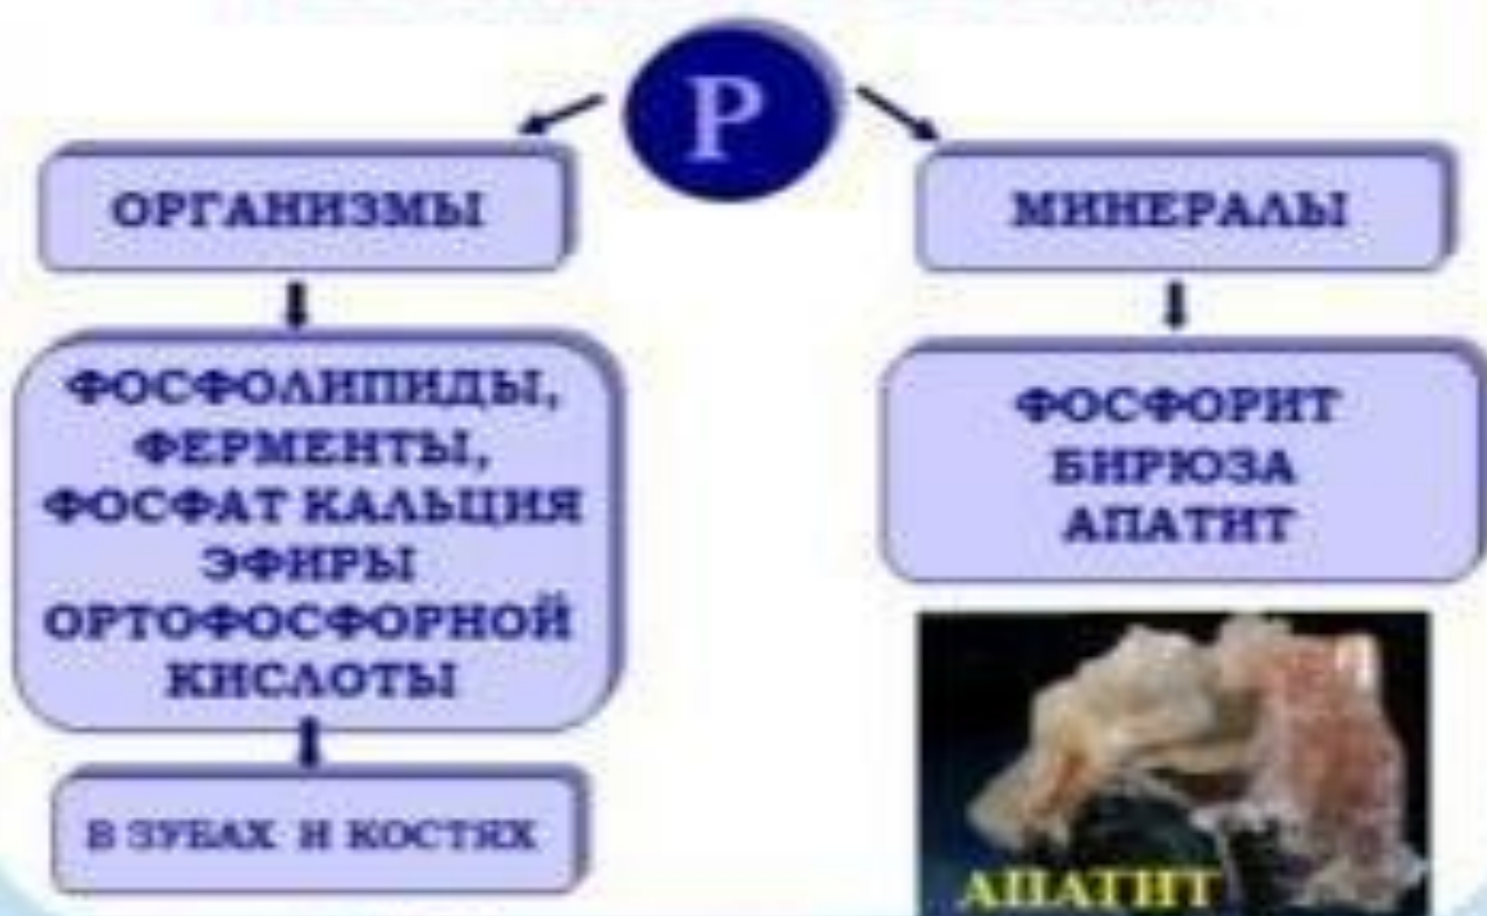 P
ОРГАНИЗМЫ
ФОСФОЛИПИДЫ,
ФЕРМЕНТЫ,
ФОСФАТ КАЛЬЦИЯ
ЭФИРЫ
ОРТОФОСФОРНОЙ
КИСЛОТЫ
В ЗУБАХ И КОСТЯХ
МИНЕРАЛЫ
ФОСФОРИТ
БИРЮЗА
АПАТИТ
АПАТИТ